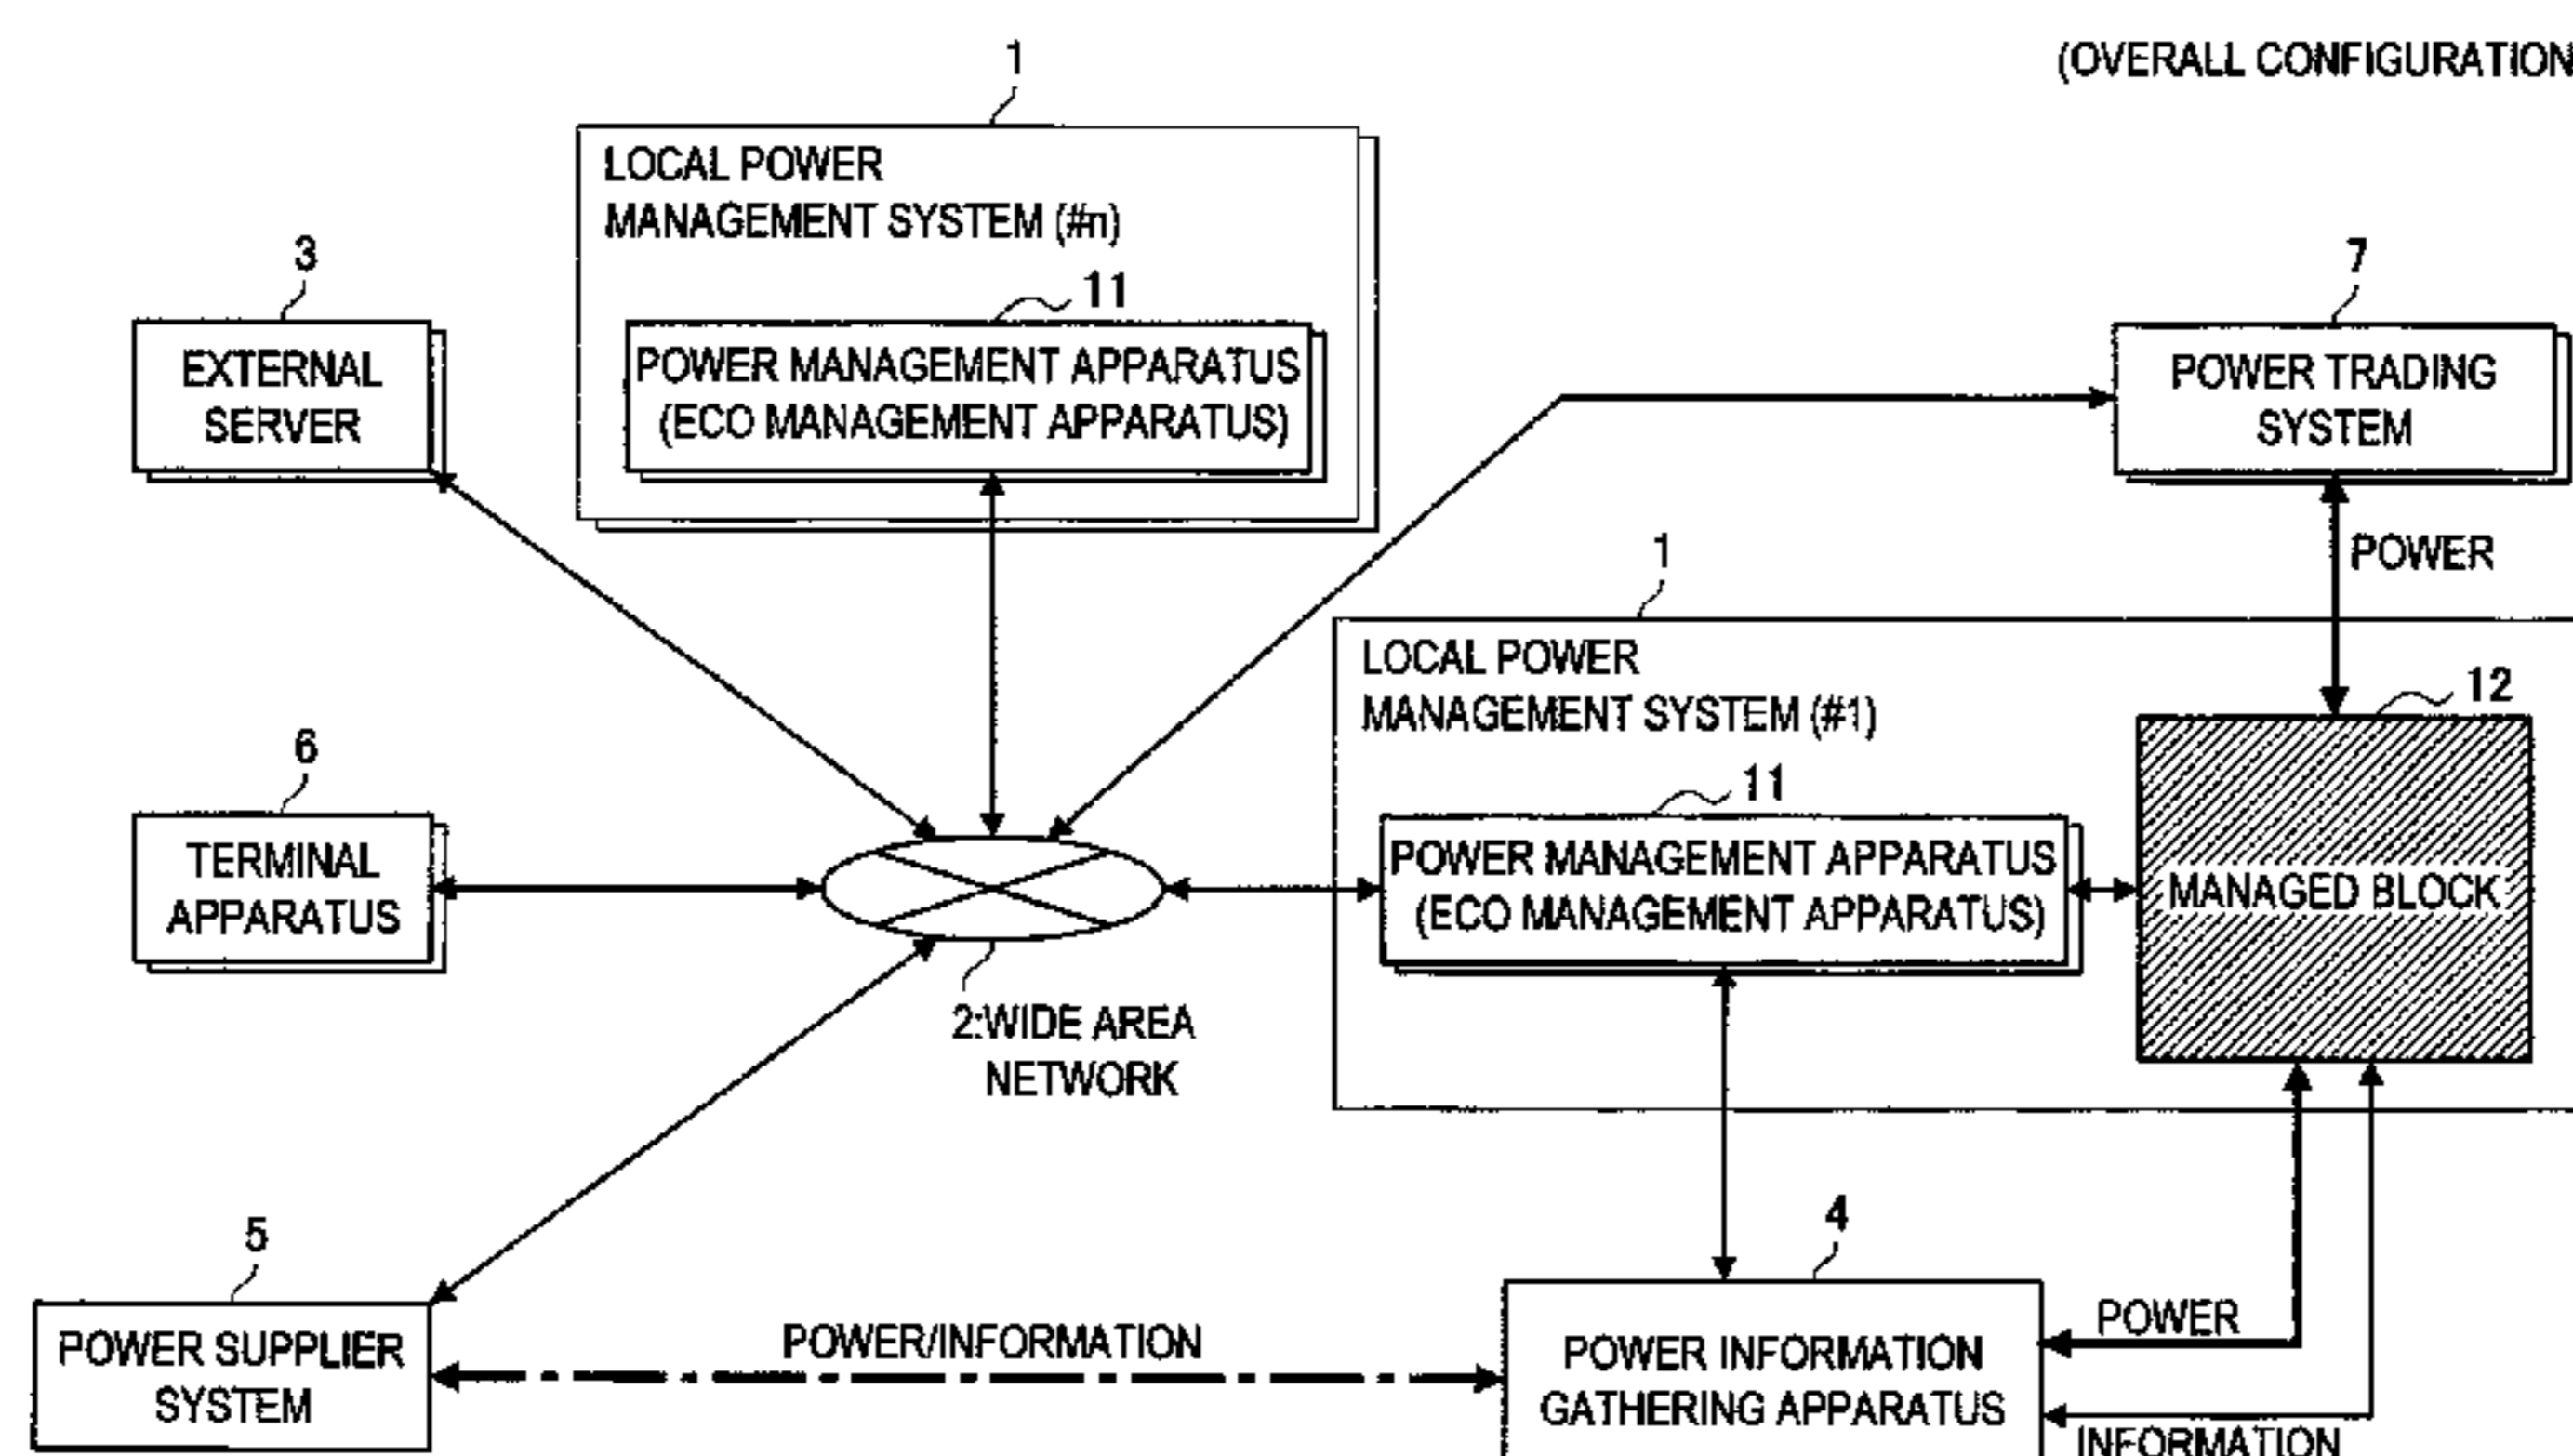 (OVERALL CONFIGURATION
1
LOCAL POWER
MANAGEMENT SYSTEM (#n)
11
POWER MANAGEMENT APPARATUS
(ECO MANAGEMENT APPARATUS)
3
EXTERNAL
SERVER
7
POWER TRADING
SYSTEM
POWER
1
LOCAL POWER
MANAGEMENT SYSTEM (#1)
12
MANAGED BLOCK
11
POWER MANAGEMENT APPARATUS
(ECO MANAGEMENT APPARATUS)
6
TERMINAL
APPARATUS
2:WIDE AREA
NETWORK
5
POWER SUPPLIER
SYSTEM
POWER/INFORMATION
4
POWER INFORMATION
GATHERING APPARATUS
POWER
INFORMATION